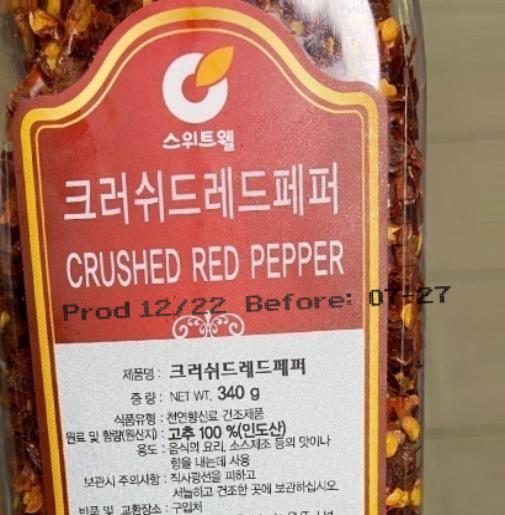 스위트웰
크러쉬드레드페퍼
CRUSHED RED PEPPER
Prod 12/22 Before: 07-27
제품명 : 크러쉬드레드페퍼
중량 : NET WT. 340 g
식품유형 : 천연향신료 건조제품
원료 및 함량(원산지) : 고추 100 %(인도산)
용도 : 음식의 요리, 소스제조 등의 맛이나
향을 내는데 사용
보관시 주의사항 : 직사광선을 피하고
서늘하고 건조한 곳에 보관하십시오
반품 및 교환장소 : 구입처